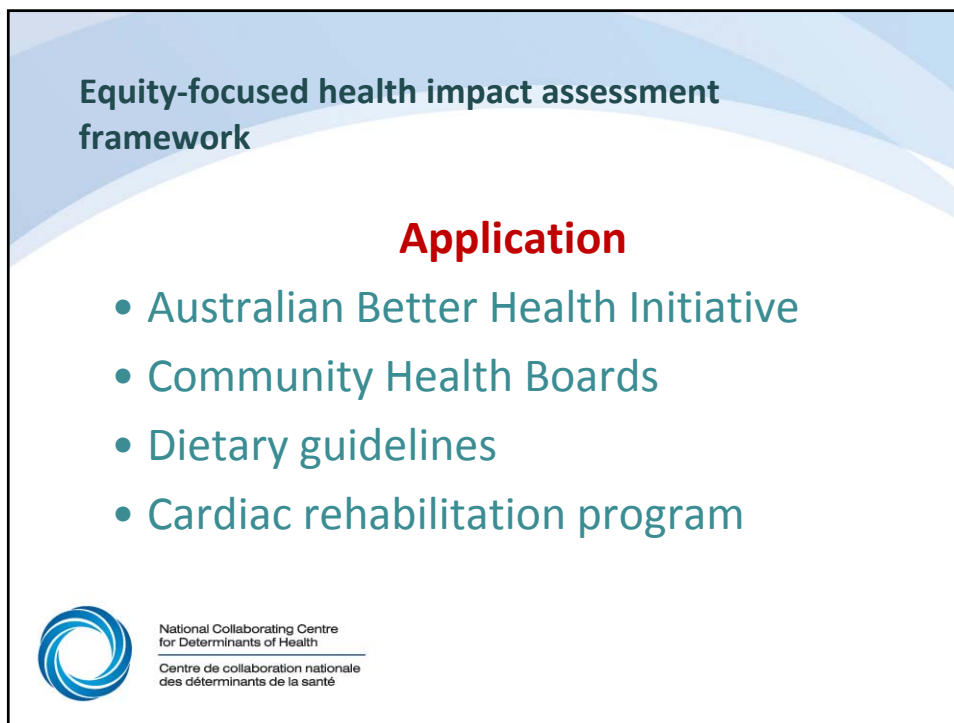 Equity-focused health impact assessment
framework
Application
• Australian Better Health Initiative
• Community Health Boards
• Dietary guidelines
• Cardiac rehabilitation program
National Collaborating Centre
for Determinants of Health
Centre de collaboration nationale
des déterminants de la santé